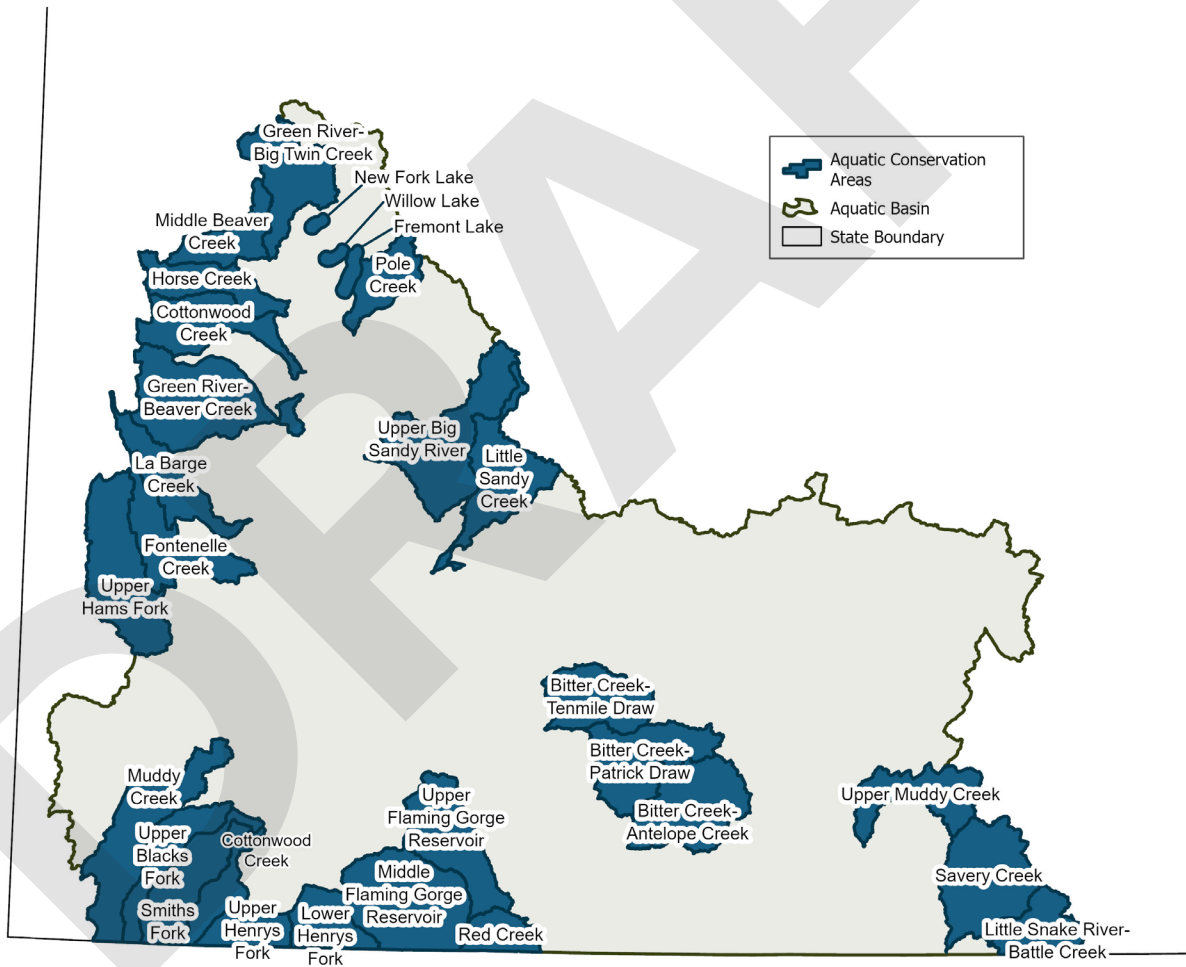 Green River-
Big Twin Creek
New Fork Lake
Willow Lake
Fremont Lake
Middle Beaver
Creek
Pole
Creek
Horse Creek
Cottonwood
Creek
Green River-
Beaver Creek
Upper Big
Sandy River
Little
Sandy
Creek
La Barge
Creek
Fontenelle
Creek
Upper
Hams Fork
Bitter Creek-
Tenmile Draw
Bitter Creek-
Patrick Draw
Bitter Creek-
Antelope Creek
Muddy
Creek
Upper
Blacks
Fork
Cottonwood
Creek
Smiths
Fork
Upper
Henrys
Fork
Lower
Henrys
Fork
Upper
Flaming Gorge
Reservoir
Middle
Flaming Gorge
Reservoir
Red Creek
Upper Muddy Creek
Savery Creek
Little Snake River-
Battle Creek
Aquatic Conservation
Areas
Aquatic Basin
State Boundary
DRAF